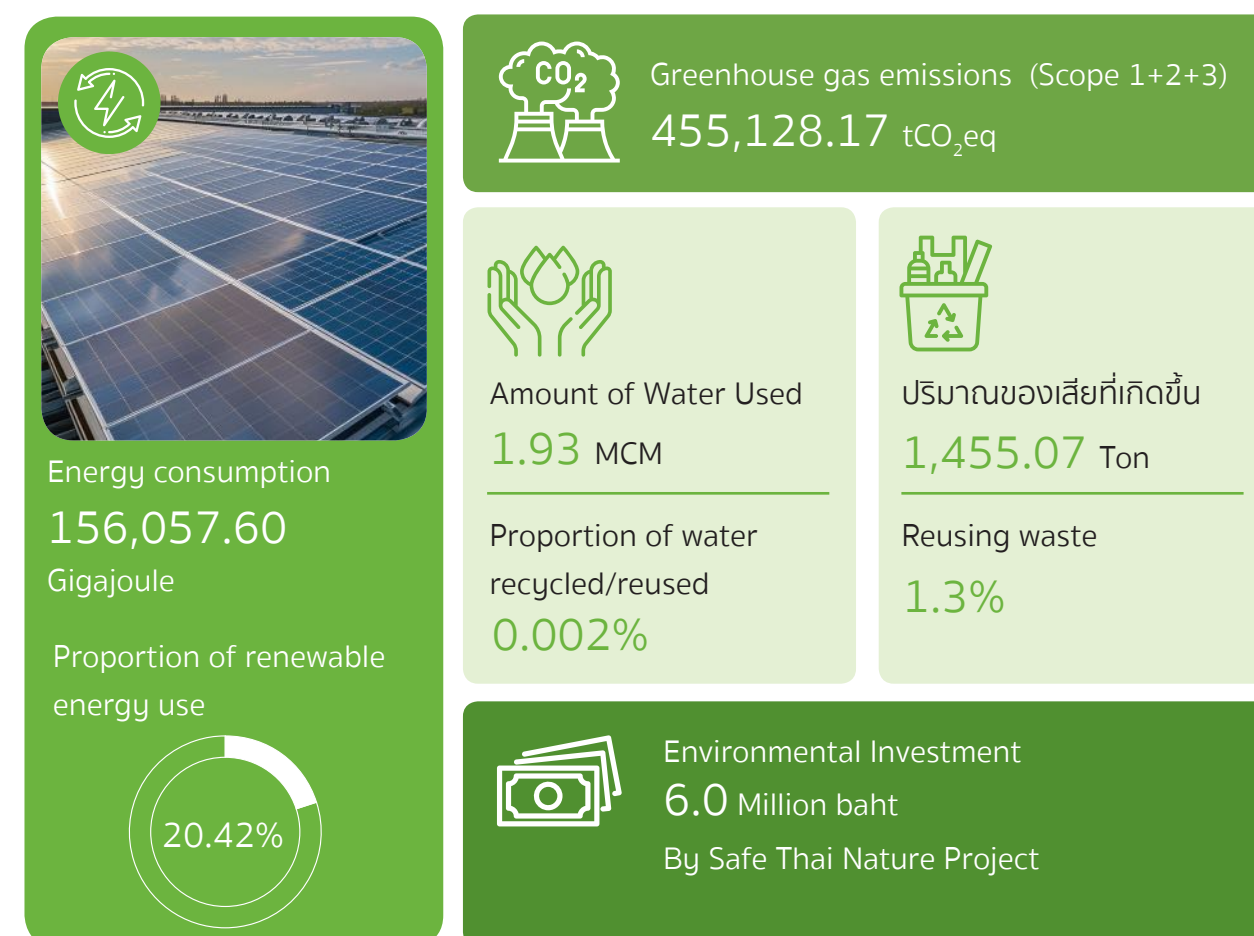 Energy consumption
156,057.60
Gigajoule
Proportion of renewable
energy use
20.42%
CO2
Greenhouse gas emissions (Scope 1+2+3)
455,128.17 tCO₂eq
Amount of Water Used
1.93 MCM
Proportion of water
recycled/reused
0.002%
ปริมาณของเสียที่เกิดขึ้น
1,455.07 Ton
Reusing waste
1.3%
Environmental Investment
6.0 Million baht
By Safe Thai Nature Project